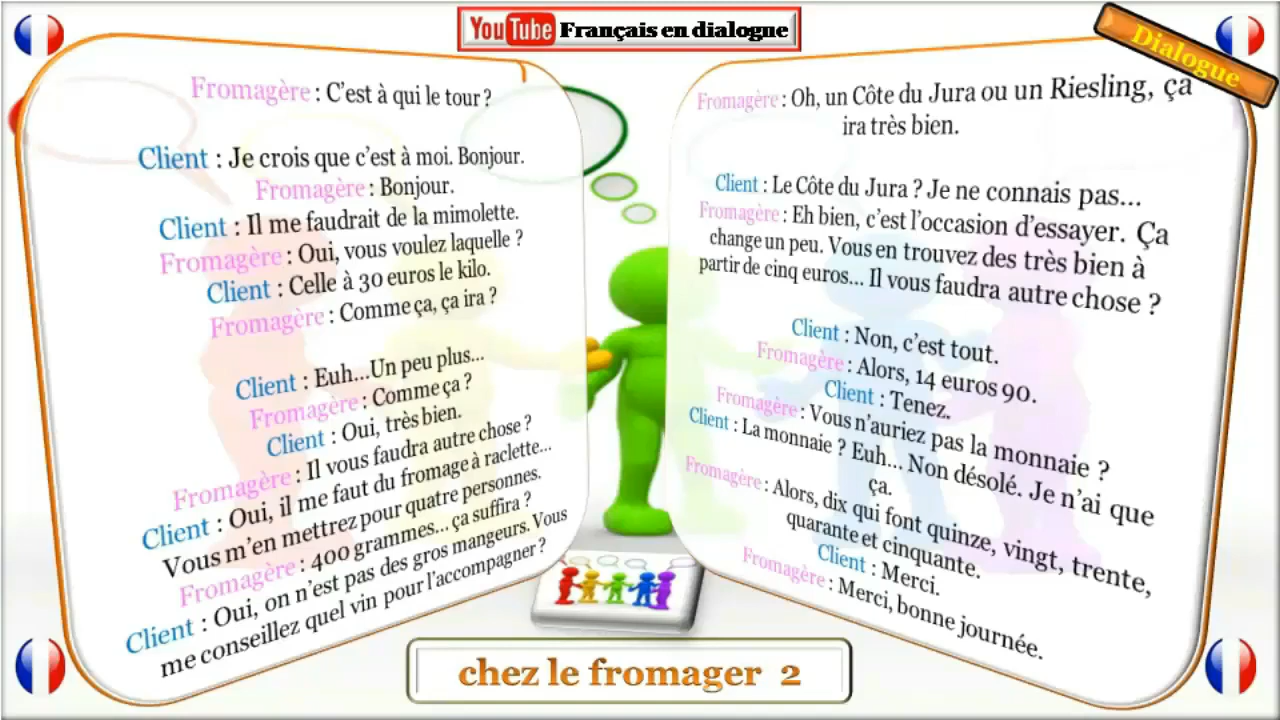 YouTube Français en dialogue
Dialogue
Fromagère : C'est à qui le tour ?
Client : Je crois que c'est à moi. Bonjour.
Fromagère : Bonjour.
Client : Il me faudrait de la mimolette.
Fromagère : Oui, vous voulez laquelle ?
Client : Celle à 30 euros le kilo.
Fromagère : Comme ça, ça ira ?
Client : Euh...Un peu plus...
Fromagère : Comme ça ?
Client : Oui, très bien.
Fromagère : Il vous faudra autre chose ?
Client : Oui, il me faut du fromage à raclette...
Vous m'en mettrez pour quatre personnes.
Fromagère : 400 grammes... ça suffira ?
Client : Oui, on n'est pas des gros mangeurs. Vous
me conseillez quel vin pour l'accompagner ?
Fromagère : Oh, un Côte du Jura ou un Riesling, ça
ira très bien.
Client : Le Côte du Jura ? Je ne connais pas...
Fromagère : Eh bien, c'est l'occasion d'essayer. Ça
change un peu. Vous en trouvez des très bien à
partir de cinq euros... Il vous faudra autre chose ?
Client : Non, c'est tout.
Fromagère : Alors, 14 euros 90.
Client : Tenez.
Fromagère : Vous n'auriez pas la monnaie ?
Client : La monnaie ? Euh... Non désolé. Je n'ai que
ça.
Fromagère : Alors, dix qui font quinze, vingt, trente,
quarante et cinquante.
Client : Merci.
Fromagère : Merci, bonne journée.
chez le fromager 2